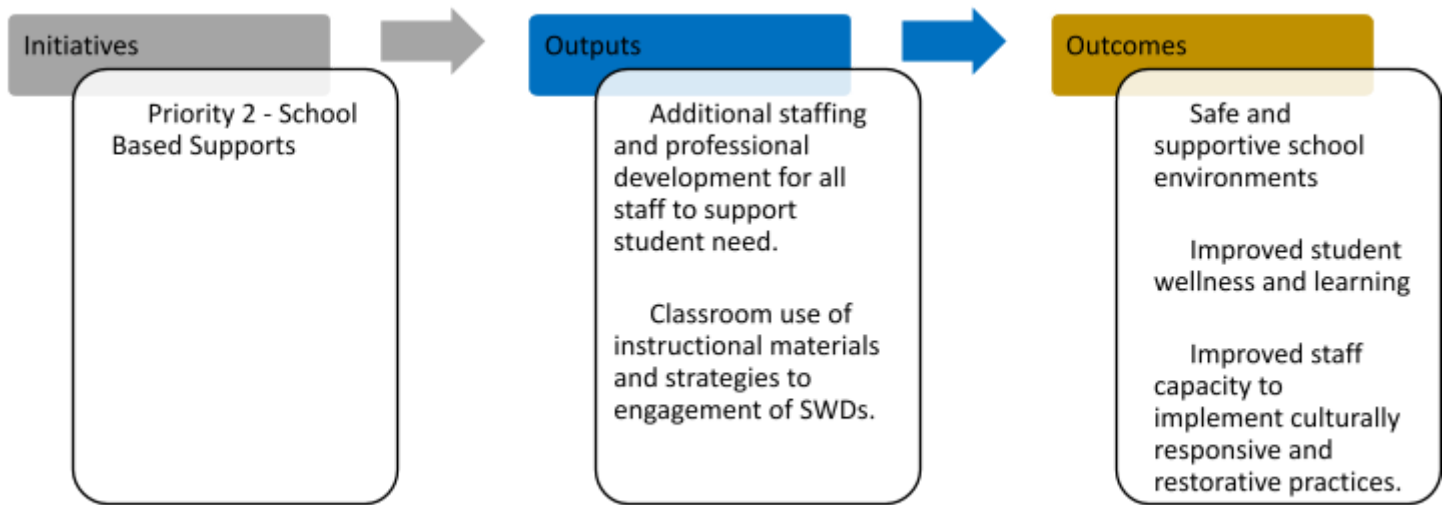 Initiatives
Priority 2 - School
Based Supports
Outputs
Additional staffing
and professional
development for all
staff to support
student need.
Classroom use of
instructional materials
and strategies to
engagement of SWDs.
Outcomes
Safe and
supportive school
environments
Improved student
wellness and learning
Improved staff
capacity to
implement culturally
responsive and
restorative practices.